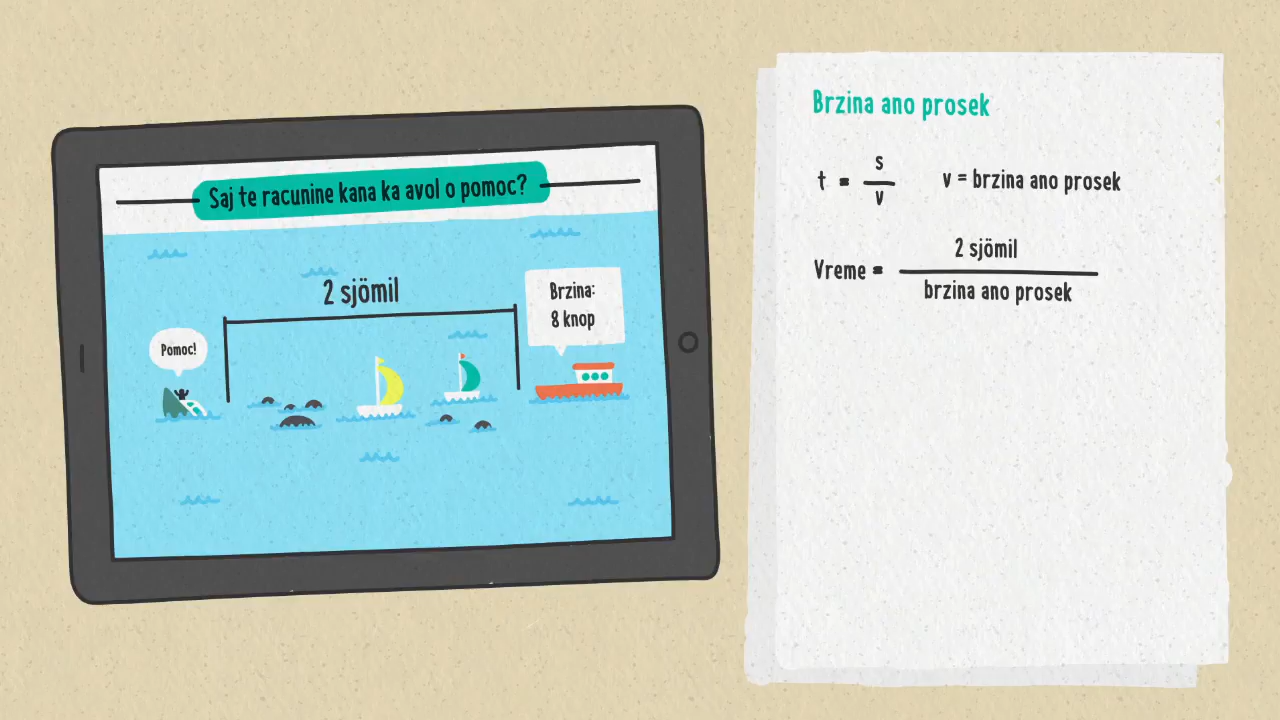 Saj te racunine kana ka avol o pomoc?
2 sjömil
Brzina:
8 knop
Pomoc!
Brzina ano prosek
t = s / v
v = brzina ano prosek
Vreme = 2 sjömil / brzina ano prosek